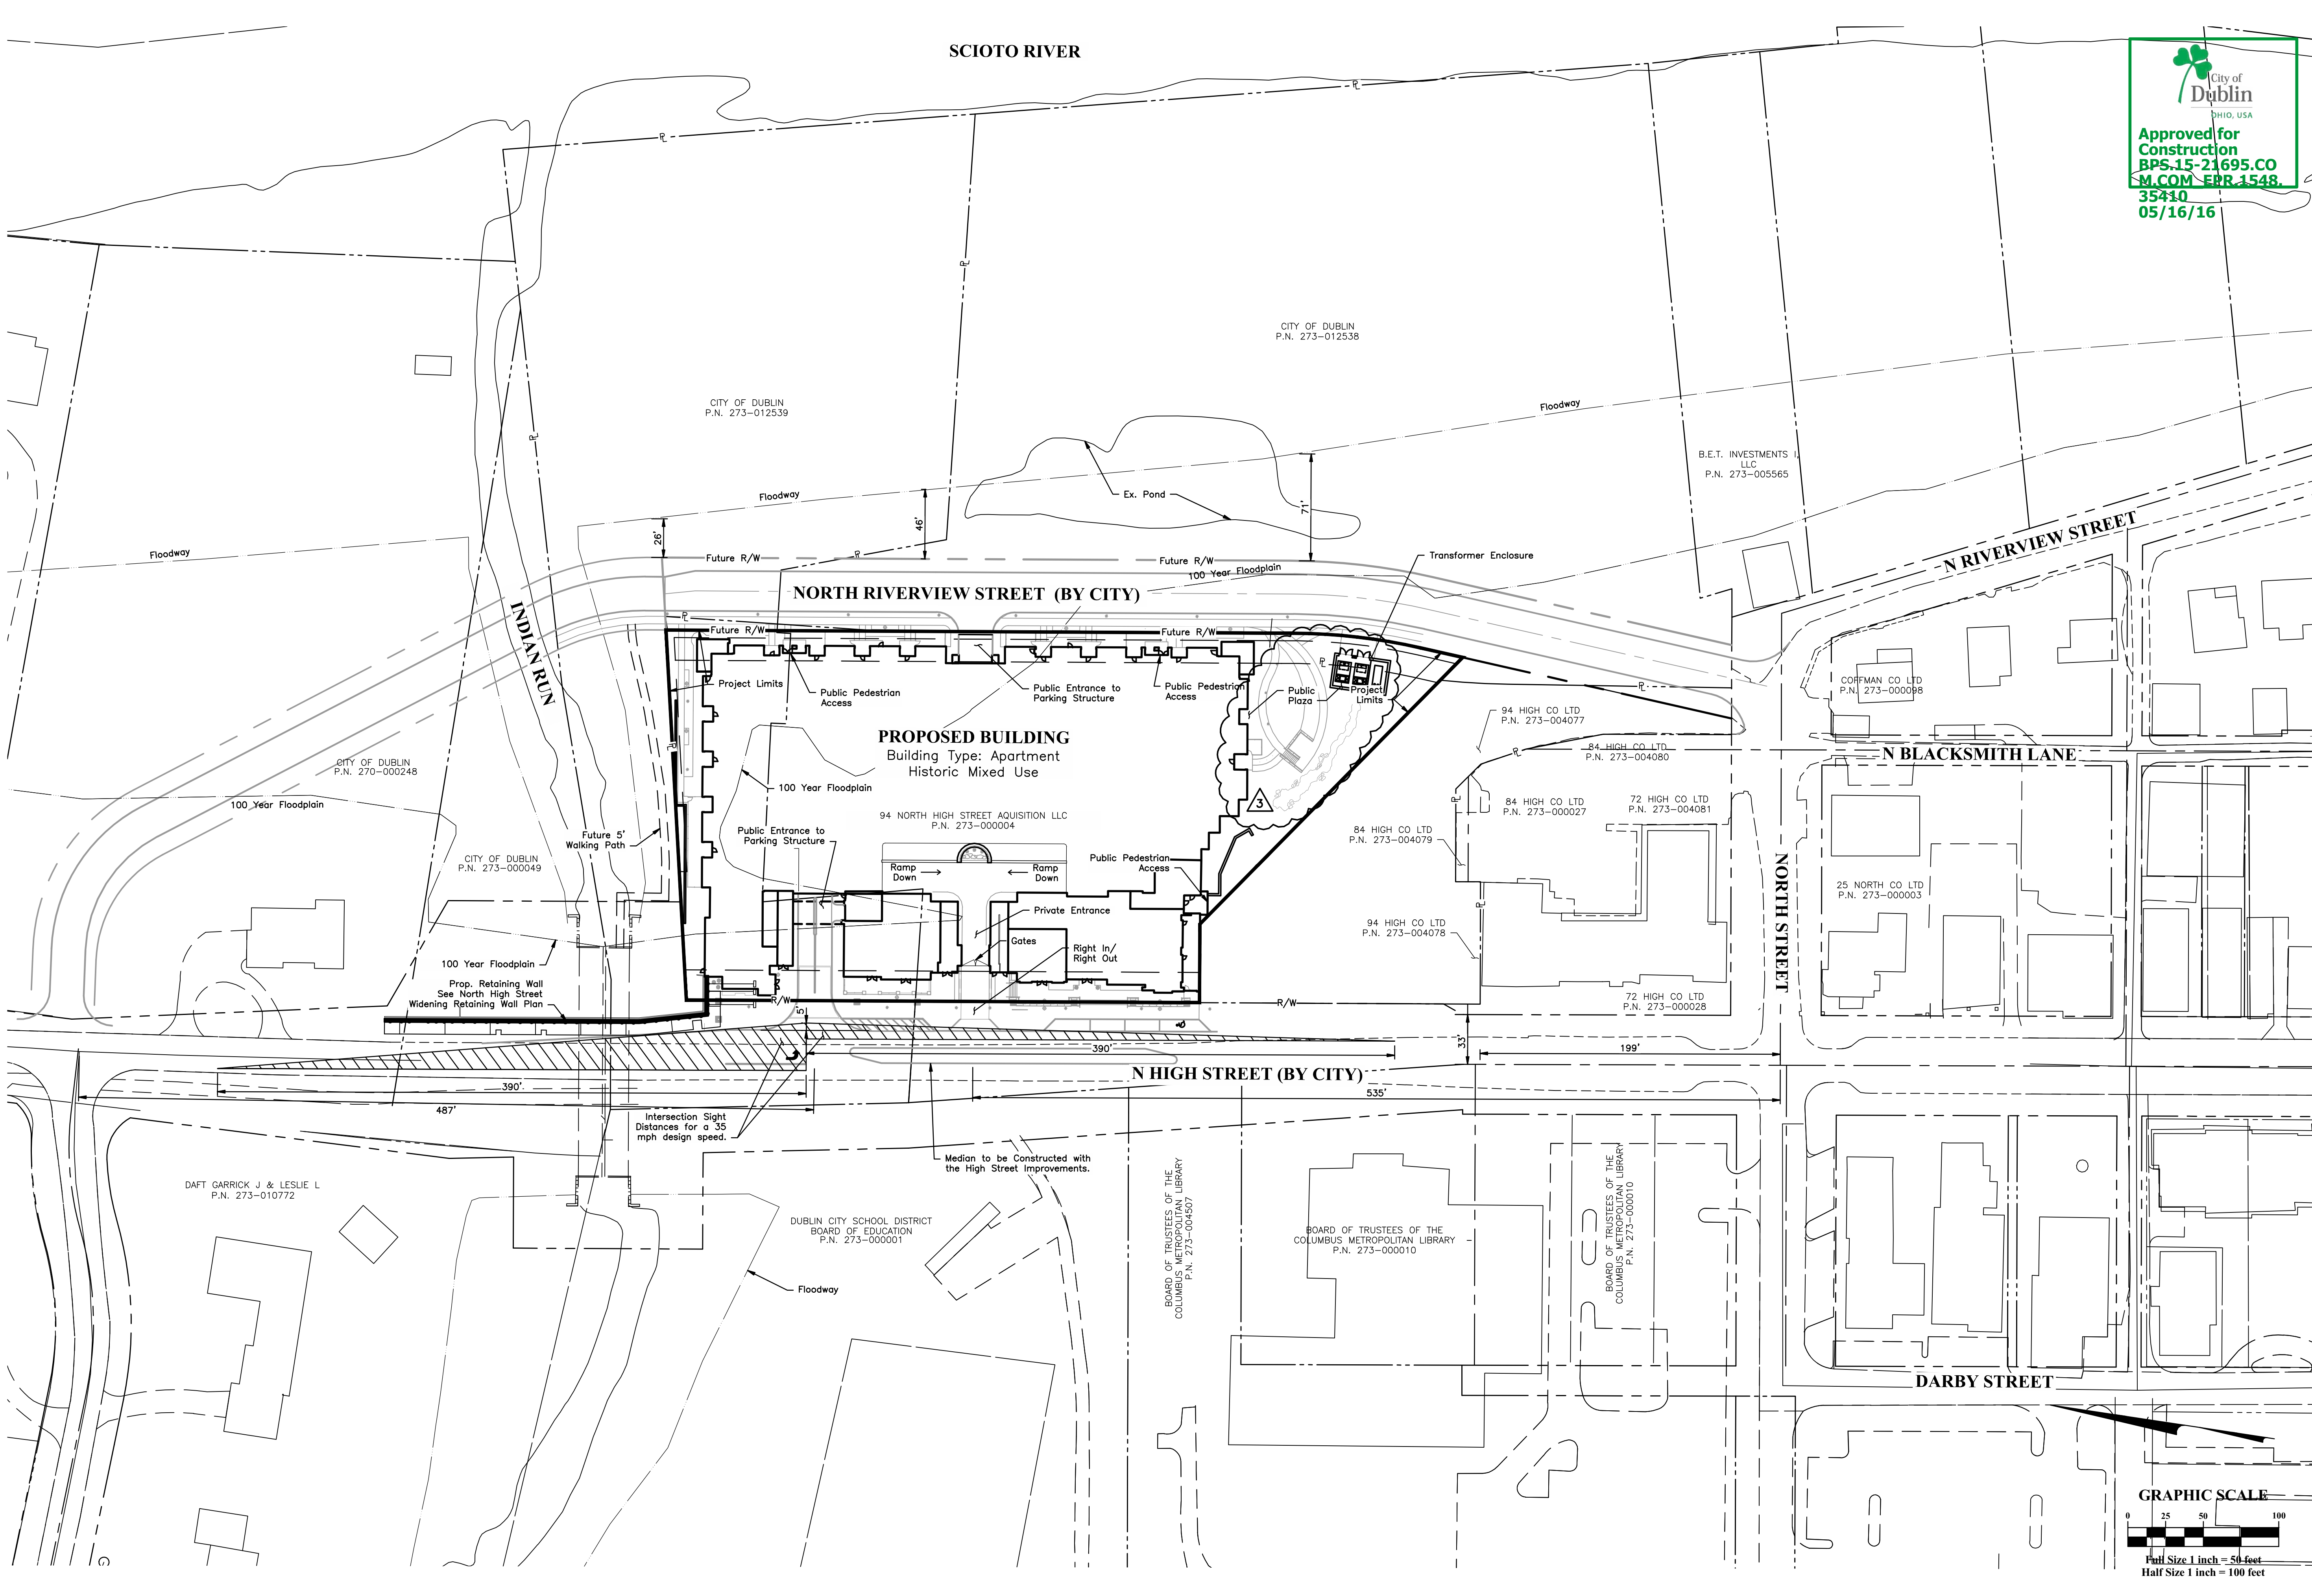 SCIOTO RIVER
City of
Dublin
OHIO, USA
Approved for
Construction
BPS.15-21695.CO
M.COM_EPR.1548.
35410
05/16/16
CITY OF DUBLIN
P.N. 273-012538
CITY OF DUBLIN
P.N. 273-012539
Floodway
Floodway
Floodway
Ex. Pond
B.E.T. INVESTMENTS I,
LLC
P.N. 273-005565
26'
46'
71'
Future R/W
Future R/W
100 Year Floodplain
Transformer Enclosure
NORTH RIVERVIEW STREET (BY CITY)
N RIVERVIEW STREET
INDIAN RUN
Future R/W
Future R/W
Project Limits
Public Pedestrian
Access
Public Entrance to
Parking Structure
Public Pedestrian
Access
Public
Plaza
Project
Limits
COFFMAN CO LTD
P.N. 273-000098
94 HIGH CO LTD
P.N. 273-004077
84 HIGH CO LTD
P.N. 273-004080
N BLACKSMITH LANE
PROPOSED BUILDING
Building Type: Apartment
Historic Mixed Use
CITY OF DUBLIN
P.N. 270-000248
100 Year Floodplain
100 Year Floodplain
94 NORTH HIGH STREET AQUISITION LLC
P.N. 273-000004
3
84 HIGH CO LTD
P.N. 273-000027
72 HIGH CO LTD
P.N. 273-004081
Future 5'
Walking Path
Public Entrance to
Parking Structure
84 HIGH CO LTD
P.N. 273-004079
CITY OF DUBLIN
P.N. 273-000049
Ramp
Down
Ramp
Down
Public Pedestrian
Access
NORTH STREET
25 NORTH CO LTD
P.N. 273-000003
Private Entrance
Gates
Right In/
Right Out
94 HIGH CO LTD
P.N. 273-004078
100 Year Floodplain
Prop. Retaining Wall
See North High Street
Widening Retaining Wall Plan
R/W
R/W
72 HIGH CO LTD
P.N. 273-000028
5'
33'
390'
199'
N HIGH STREET (BY CITY)
390'
535'
487'
Intersection Sight
Distances for a 35
mph design speed.
Median to be Constructed with
the High Street Improvements.
DAFT GARRICK J & LESLIE L
P.N. 273-010772
DUBLIN CITY SCHOOL DISTRICT
BOARD OF EDUCATION
P.N. 273-000001
BOARD OF TRUSTEES OF THE
COLUMBUS METROPOLITAN LIBRARY
P.N. 273-004507
BOARD OF TRUSTEES OF THE
COLUMBUS METROPOLITAN LIBRARY
P.N. 273-000010
BOARD OF TRUSTEES OF THE
COLUMBUS METROPOLITAN LIBRARY
P.N. 273-000010
Floodway
DARBY STREET
GRAPHIC SCALE
0 25 50 100
Full Size 1 inch = 50 feet
Half Size 1 inch = 100 feet